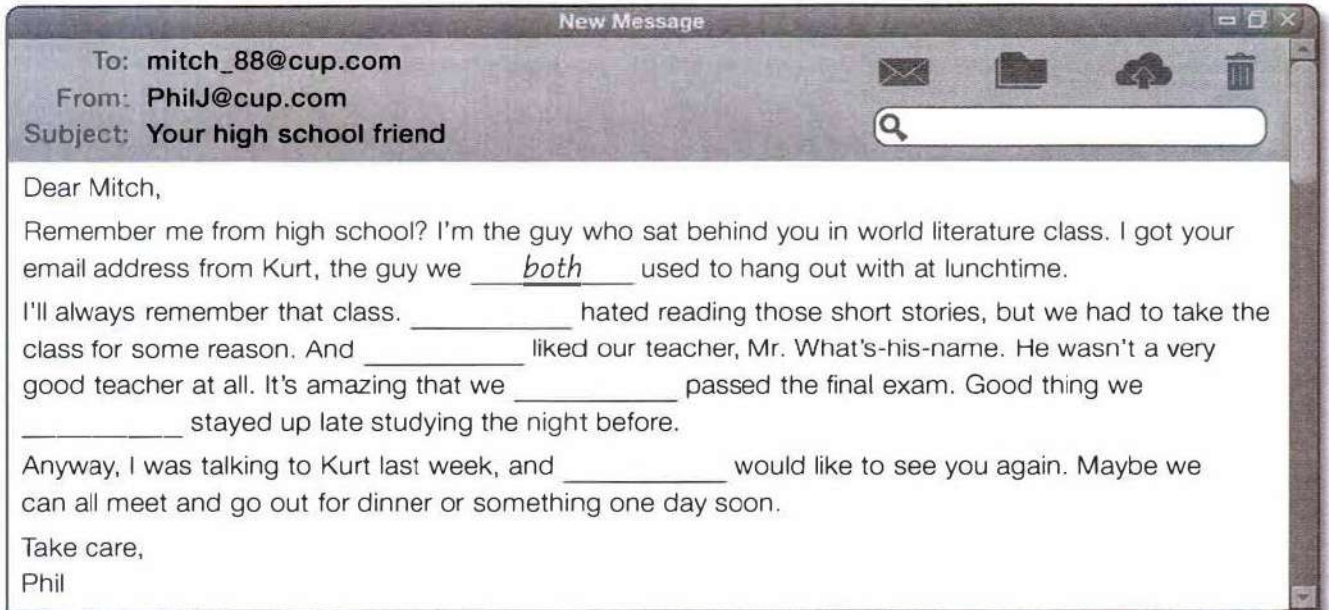 New Message
To: mitch_88@cup.com
From: PhilJ@cup.com
Subject: Your high school friend
Dear Mitch,
Remember me from high school? I'm the guy who sat behind you in world literature class. I got your
email address from Kurt, the guy we both used to hang out with at lunchtime.
I'll always remember that class. __________ hated reading those short stories, but we had to take the
class for some reason. And __________ liked our teacher, Mr. What's-his-name. He wasn't a very
good teacher at all. It's amazing that we __________ passed the final exam. Good thing we
__________ stayed up late studying the night before.
Anyway, I was talking to Kurt last week, and __________ would like to see you again. Maybe we
can all meet and go out for dinner or something one day soon.
Take care,
Phil